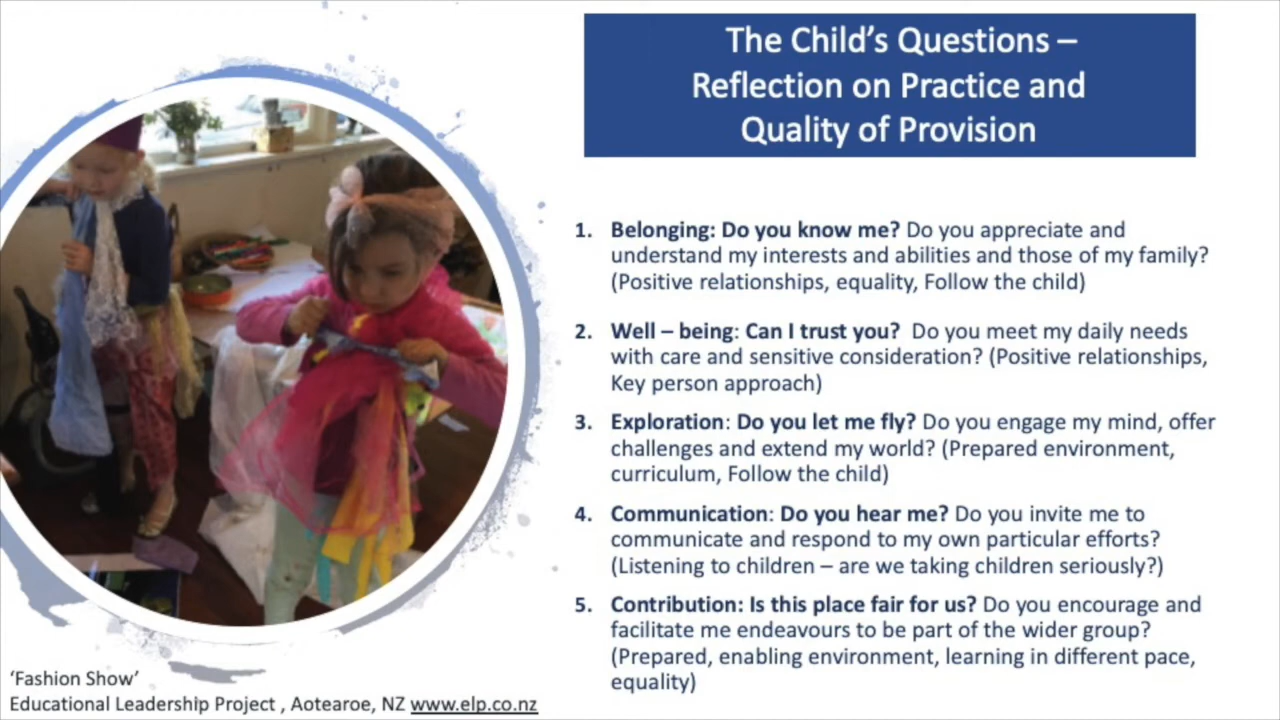 The Child's Questions –
Reflection on Practice and
Quality of Provision
1. Belonging: Do you know me? Do you appreciate and
understand my interests and abilities and those of my family?
(Positive relationships, equality, Follow the child)
2. Well – being: Can I trust you? Do you meet my daily needs
with care and sensitive consideration? (Positive relationships,
Key person approach)
3. Exploration: Do you let me fly? Do you engage my mind, offer
challenges and extend my world? (Prepared environment,
curriculum, Follow the child)
4. Communication: Do you hear me? Do you invite me to
communicate and respond to my own particular efforts?
(Listening to children – are we taking children seriously?)
5. Contribution: Is this place fair for us? Do you encourage and
facilitate me endeavours to be part of the wider group?
(Prepared, enabling environment, learning in different pace,
equality)
'Fashion Show'
Educational Leadership Project , Aotearoe, NZ www.elp.co.nz